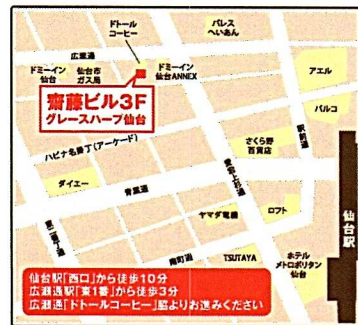 ドトール
コーヒー
パレス
へいあん
広瀬通
ドミーイン
仙台
仙台市
ガス局
ドミーイン
仙台ANNEX
アエル
齋藤ビル3F
グレースハープ仙台
パルコ
ハピナ名掛丁(アーケード)
さくら野
百貨店
駅前通
愛宕上杉通
ダイエー
青葉通
東二番丁通
ヤマダ電機
ロフト
仙台駅
南町通
TSUTAYA
ホテル
メトロポリタン
仙台
仙台駅「西口」から徒歩10分
広瀬通駅「東1番」から徒歩3分
広瀬通「ドトールコーヒー」脇よりお進みください